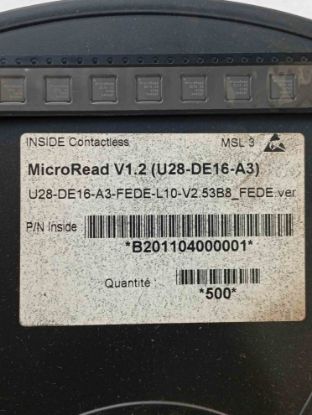 INSIDE Contactless MSL 3
MicroRead V1.2 (U28-DE16-A3)
U28-DE16-A3-FEDE-L10-V2.53B8_FEDE.ver
P/N Inside
*B201104000001*
Quantité :
*500*